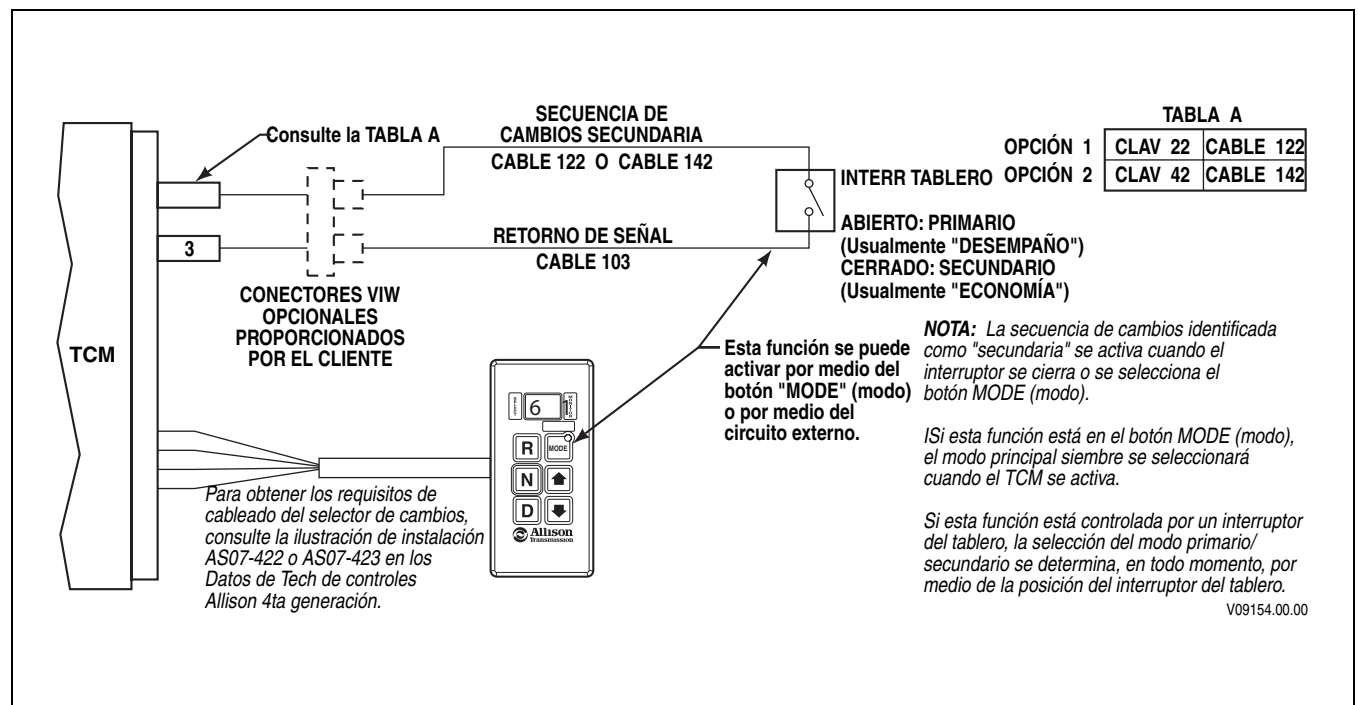 Consulte la TABLA A
SECUENCIA DE
CAMBIOS SECUNDARIA
CABLE 122 O CABLE 142
3
RETORNO DE SEÑAL
CABLE 103
CONECTORES VIW
OPCIONALES
PROPORCIONADOS
POR EL CLIENTE
TCM
INTERR TABLERO
ABIERTO: PRIMARIO
(Usualmente "DESEMPAÑO")
CERRADO: SECUNDARIO
(Usualmente "ECONOMÍA")
TABLA A
OPCIÓN 1 CLAV 22 CABLE 122
OPCIÓN 2 CLAV 42 CABLE 142
Esta función se puede
activar por medio del
botón "MODE" (modo)
o por medio del
circuito externo.
6 1
R MODE
N
D
Allison
Transmission
Para obtener los requisitos de
cableado del selector de cambios,
consulte la ilustración de instalación
AS07-422 o AS07-423 en los
Datos de Tech de controles
Allison 4ta generación.
NOTA: La secuencia de cambios identificada
como "secundaria" se activa cuando el
interruptor se cierra o se selecciona el
botón MODE (modo).
ISi esta función está en el botón MODE (modo),
el modo principal siembre se seleccionará
cuando el TCM se activa.
Si esta función está controlada por un interruptor
del tablero, la selección del modo primario/
secundario se determina, en todo momento, por
medio de la posición del interruptor del tablero.
V09154.00.00